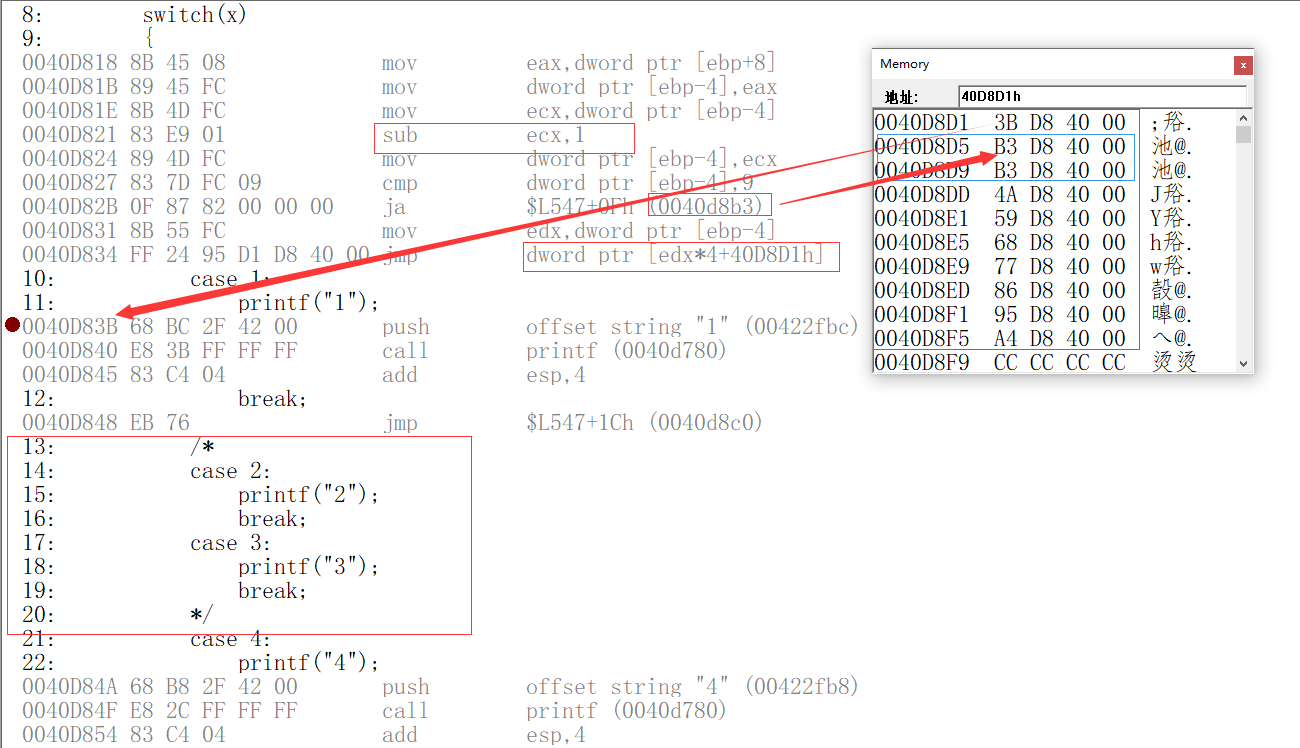 8: switch(x)
9: {
0040D818 8B 45 08 mov eax,dword ptr [ebp+8]
0040D81B 89 45 FC mov dword ptr [ebp-4],eax
0040D81E 8B 4D FC mov ecx,dword ptr [ebp-4]
0040D821 83 E9 01 sub ecx,1
0040D824 89 4D FC mov dword ptr [ebp-4],ecx
0040D827 83 7D FC 09 cmp dword ptr [ebp-4],9
0040D82B 0F 87 82 00 00 00 ja $L547+0Fh (0040d8b3)
0040D831 8B 55 FC mov edx,dword ptr [ebp-4]
0040D834 FF 24 95 D1 D8 40 00 jmp dword ptr [edx*4+40D8D1h]
10: case 1:
11: printf("1");
0040D83B 68 BC 2F 42 00 push offset string "1" (00422fbc)
0040D840 E8 3B FF FF FF call printf (0040d780)
0040D845 83 C4 04 add esp,4
12: break;
0040D848 EB 76 jmp $L547+1Ch (0040d8c0)
13: /*
14: case 2:
15: printf("2");
16: break;
17: case 3:
18: printf("3");
19: break;
20: */
21: case 4:
22: printf("4");
0040D84A 68 B8 2F 42 00 push offset string "4" (00422fb8)
0040D84F E8 2C FF FF FF call printf (0040d780)
0040D854 83 C4 04 add esp,4
Memory x
地址: 40D8D1h
0040D8D1 3B D8 40 00 ;豀.
0040D8D5 B3 D8 40 00 池@.
0040D8D9 B3 D8 40 00 池@.
0040D8DD 4A D8 40 00 J豀.
0040D8E1 59 D8 40 00 Y豀.
0040D8E5 68 D8 40 00 h豀.
0040D8E9 77 D8 40 00 w豀.
0040D8ED 86 D8 40 00 @.
0040D8F1 95 D8 40 00 @.
0040D8F5 A4 D8 40 00 へ@.
0040D8F9 CC CC CC CC 烫烫